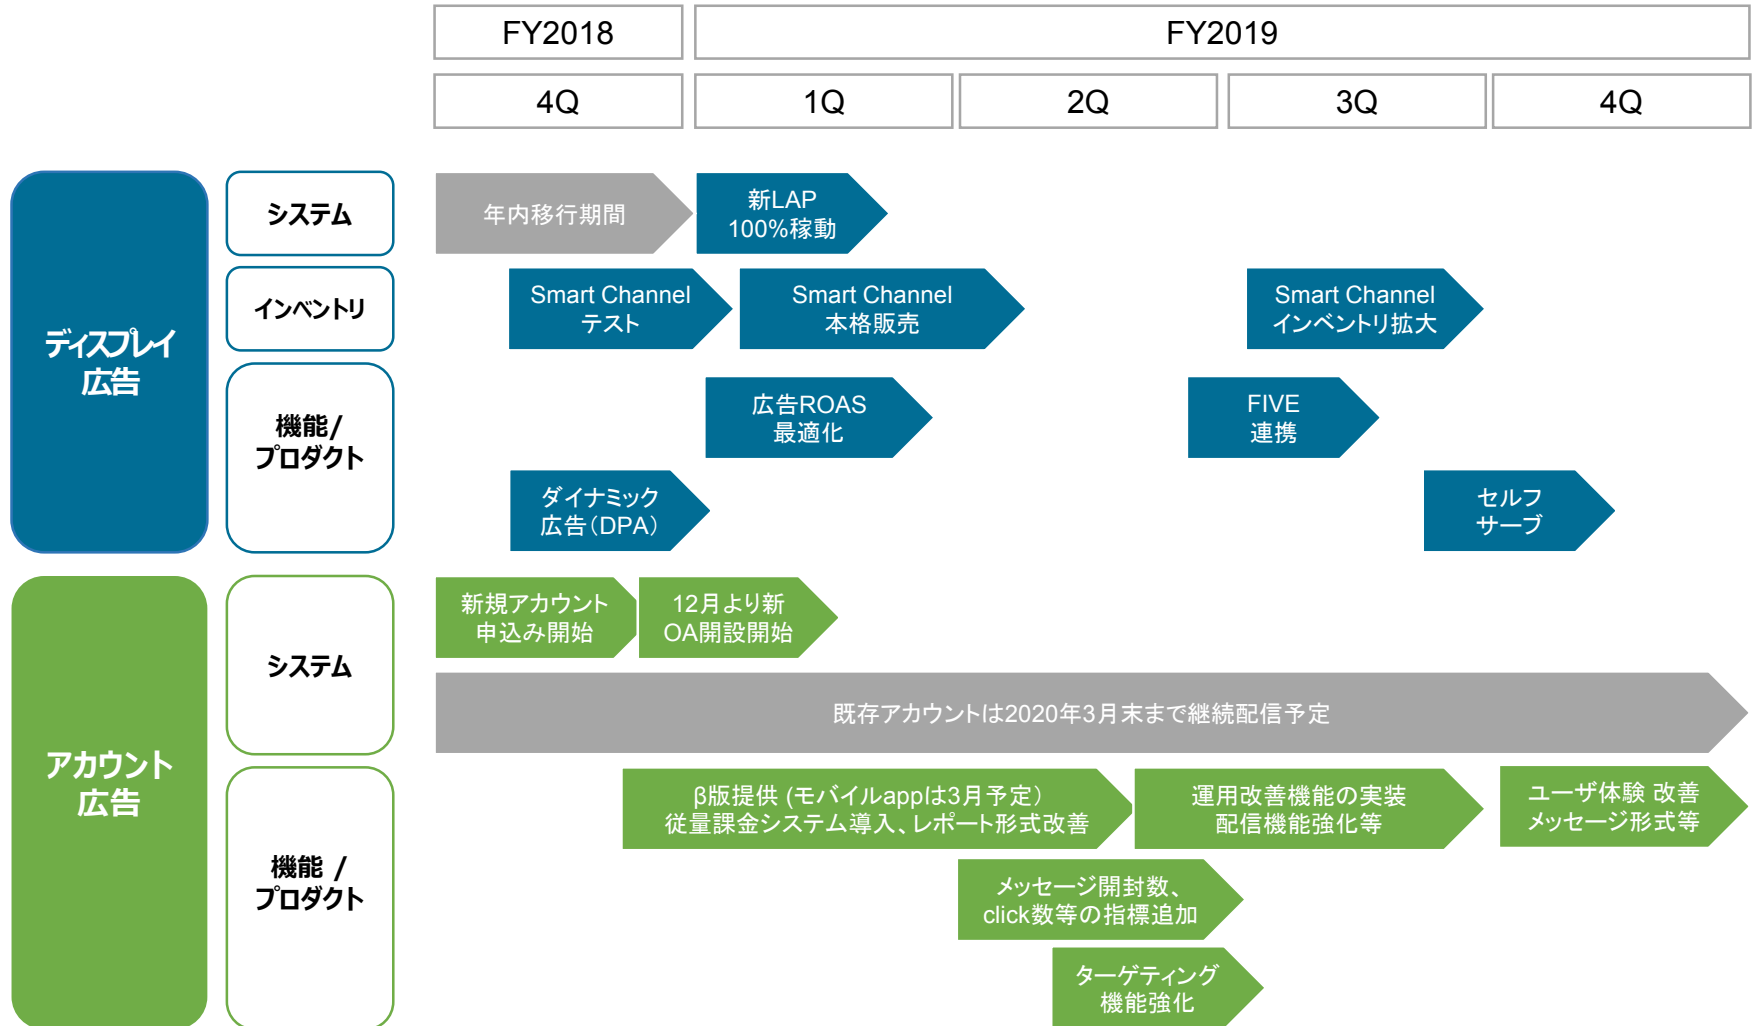 FY2018
FY2019
4Q
1Q
2Q
3Q
4Q
ディスプレイ
広告
システム
年内移行期間
新LAP
100%稼動
インベントリ
Smart Channel
テスト
Smart Channel
本格販売
Smart Channel
インベントリ拡大
機能/
プロダクト
広告ROAS
最適化
FIVE
連携
ダイナミック
広告（DPA）
セルフ
サーブ
アカウント
広告
システム
新規アカウント
申込み開始
12月より新
OA開設開始
既存アカウントは2020年3月末まで継続配信予定
機能 /
プロダクト
β版提供 (モバイルappは3月予定）
従量課金システム導入、レポート形式改善
運用改善機能の実装
配信機能強化等
ユーザ体験 改善
メッセージ形式等
メッセージ開封数、
click数等の指標追加
ターゲティング
機能強化